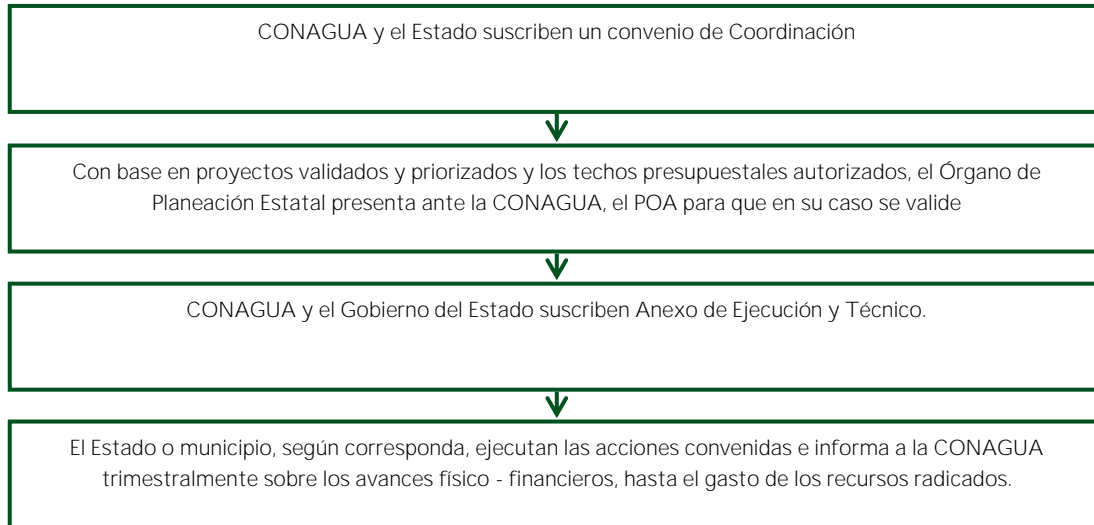 CONAGUA y el Estado suscriben un convenio de Coordinación
Con base en proyectos validados y priorizados y los techos presupuestales autorizados, el Órgano de
Planeación Estatal presenta ante la CONAGUA, el POA para que en su caso se valide
CONAGUA y el Gobierno del Estado suscriben Anexo de Ejecución y Técnico.
El Estado o municipio, según corresponda, ejecutan las acciones convenidas e informa a la CONAGUA
trimestralmente sobre los avances físico - financieros, hasta el gasto de los recursos radicados.